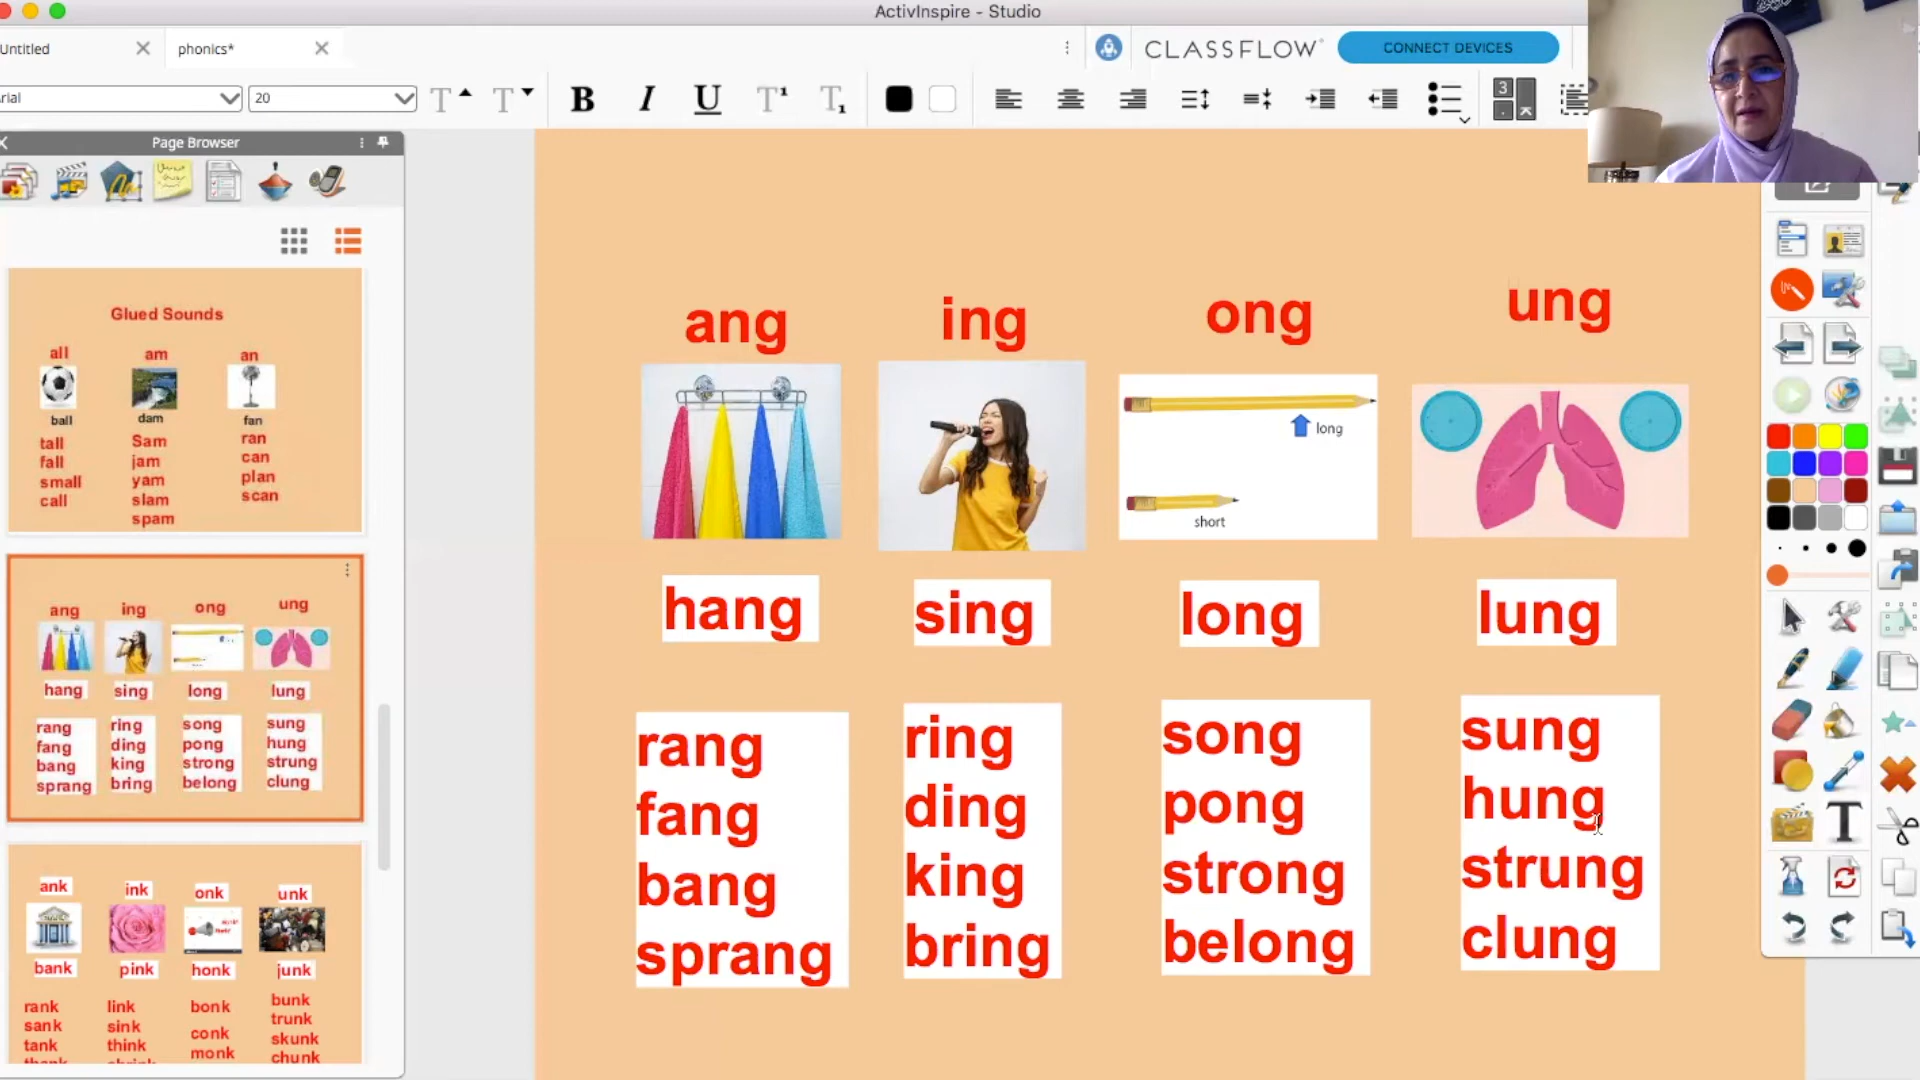 ActivInspire - Studio
Untitled
phonics*
CLASSFLOW
CONNECT DEVICES
rial
20
Page Browser
Glued Sounds
all am an
ball dam fan
tall
fall
small
call
Sam
jam
yam
slam
spam
ran
can
plan
scan
ang ing ong ung
hang sing long lung
rang
fang
bang
sprang
ring
ding
king
bring
song
pong
strong
belong
sung
hung
strung
clung
ank ink onk unk
bank pink honk junk
rank
sank
tank
link
sink
think
bonk
conk
monk
bunk
trunk
skunk
chunk
ang ing ong ung
long
short
hang sing long lung
rang
fang
bang
sprang
ring
ding
king
bring
song
pong
strong
belong
sung
hung
strung
clung